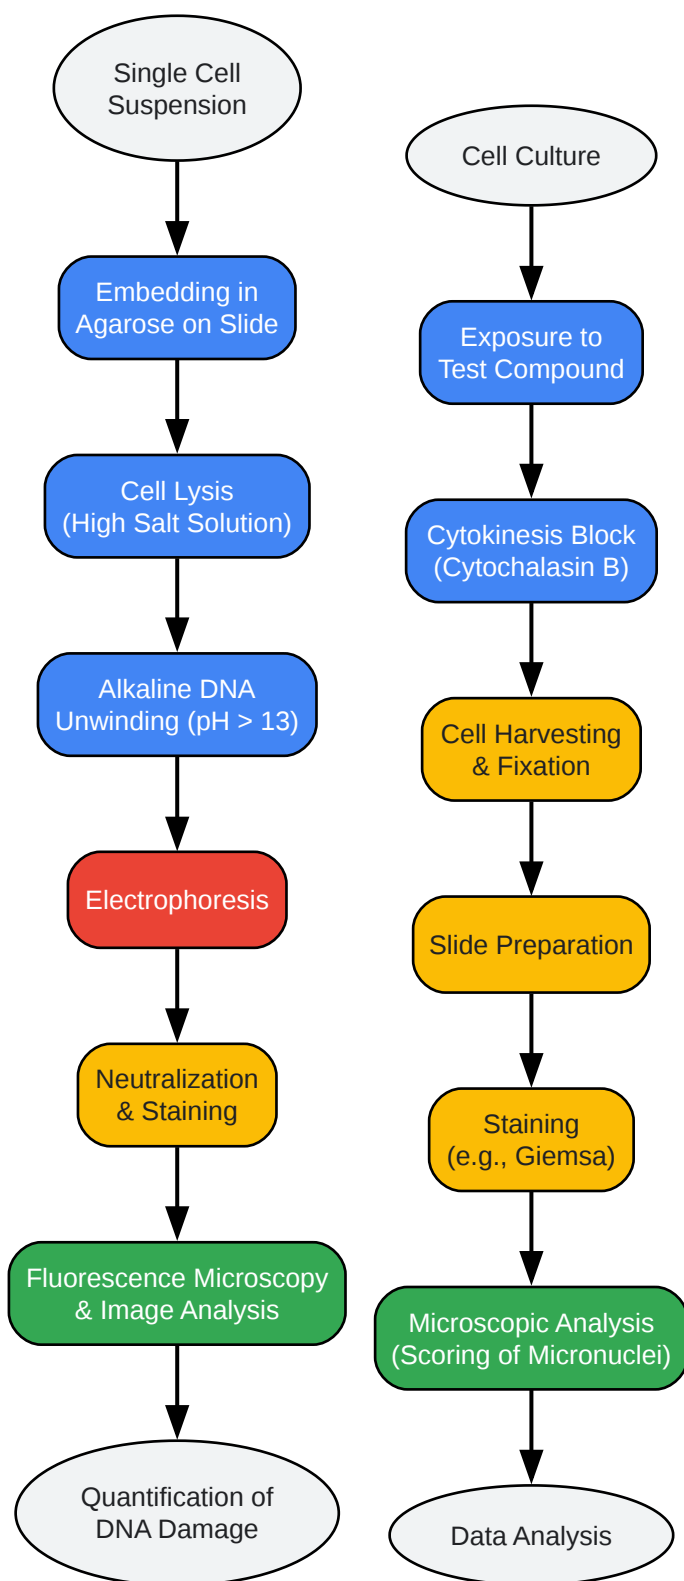 Single Cell
Suspension
Embedding in
Agarose on Slide
Cell Lysis
(High Salt Solution)
Alkaline DNA
Unwinding (pH > 13)
Electrophoresis
Neutralization
& Staining
Fluorescence Microscopy
& Image Analysis
Quantification of
DNA Damage
Cell Culture
Exposure to
Test Compound
Cytokinesis Block
(Cytochalasin B)
Cell Harvesting
& Fixation
Slide Preparation
Staining
(e.g., Giemsa)
Microscopic Analysis
(Scoring of Micronuclei)
Data Analysis